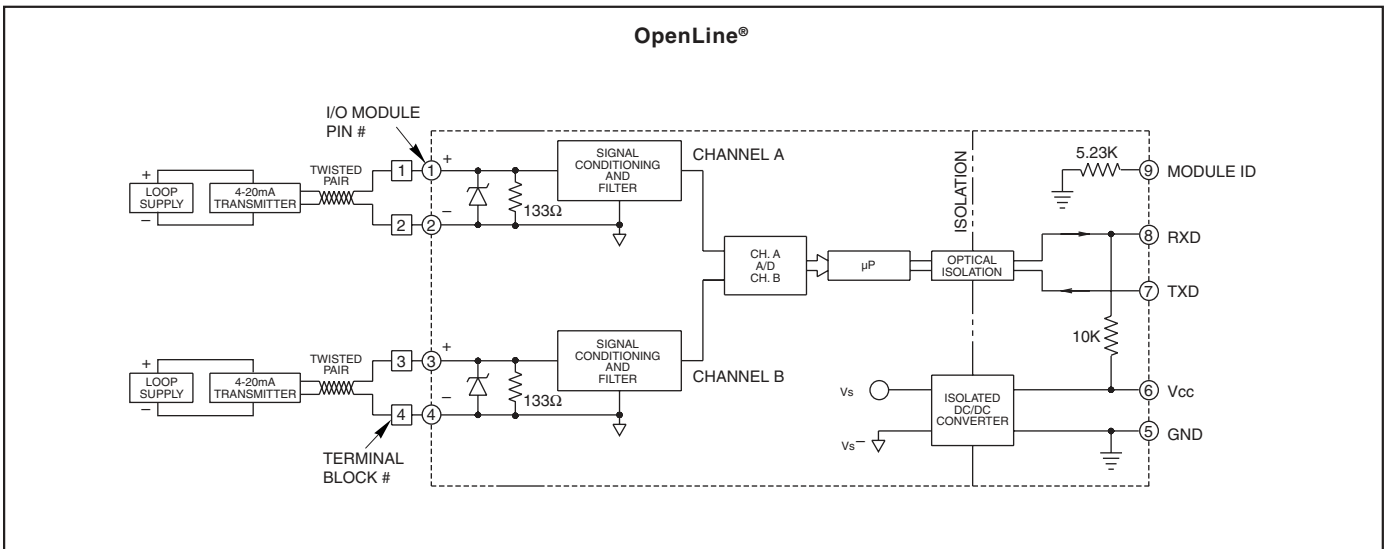 OpenLine®
I/O MODULE
PIN #
TWISTED
PAIR
+
LOOP
SUPPLY
–
4-20mA
TRANSMITTER
1
2
1
2
+
–
133Ω
SIGNAL
CONDITIONING
AND
FILTER
CHANNEL A
TWISTED
PAIR
+
LOOP
SUPPLY
–
4-20mA
TRANSMITTER
3
4
3
4
+
–
133Ω
SIGNAL
CONDITIONING
AND
FILTER
CHANNEL B
TERMINAL
BLOCK #
CH. A
A/D
CH. B
µP
ISOLATION
OPTICAL
ISOLATION
5.23K
9 MODULE ID
8 RXD
7 TXD
10K
Vs
Vs–
ISOLATED
DC/DC
CONVERTER
6 Vcc
5 GND